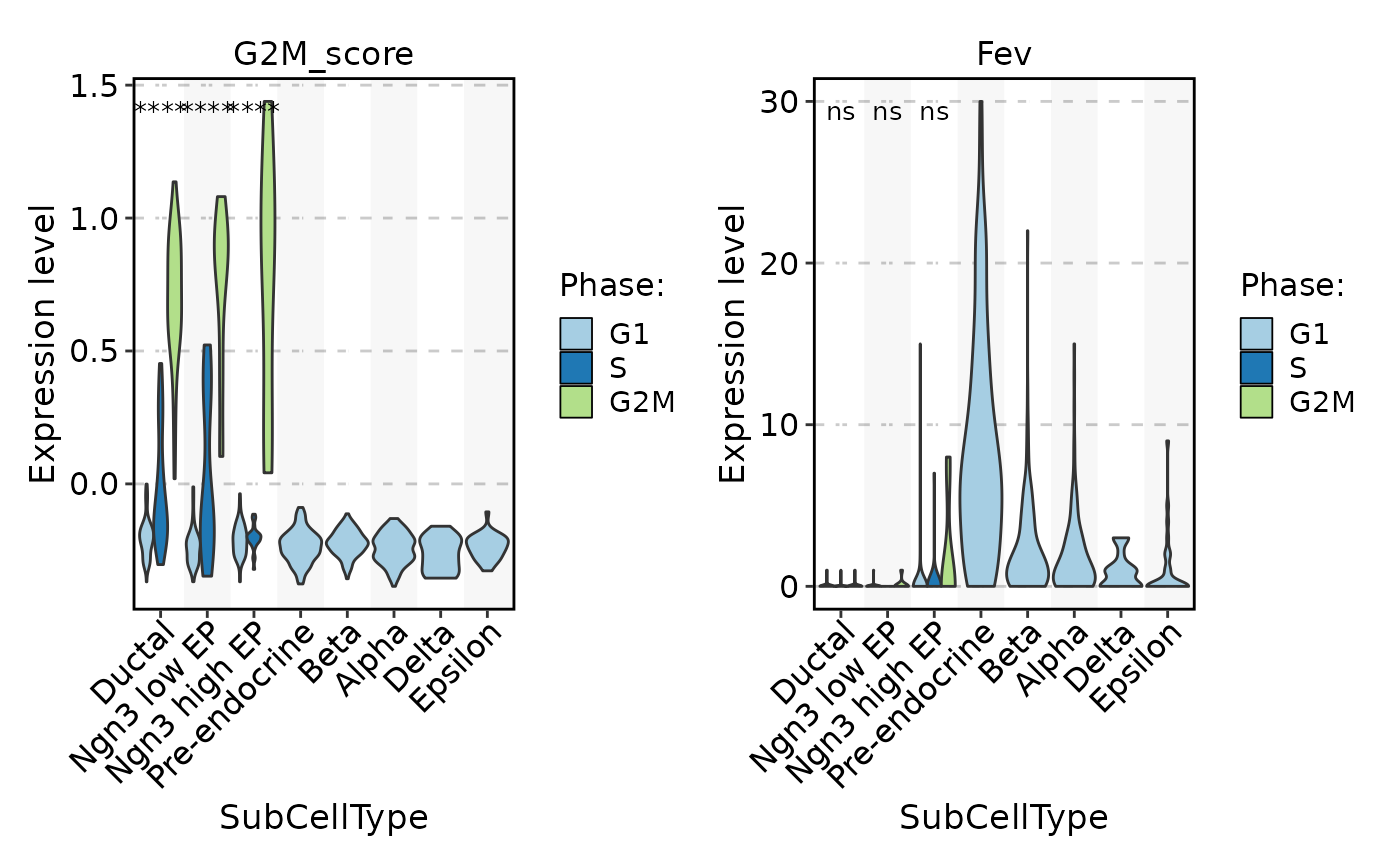 G2M_score
Expression level
1.5
1.0
0.5
0.0
************
Ductal
Ngn3 low EP
Ngn3 high EP
Pre-endocrine
Beta
Alpha
Delta
Epsilon
SubCellType
Phase:
G1
S
G2M
Fev
Expression level
30
20
10
0
ns ns ns
Ductal
Ngn3 low EP
Ngn3 high EP
Pre-endocrine
Beta
Alpha
Delta
Epsilon
SubCellType
Phase:
G1
S
G2M